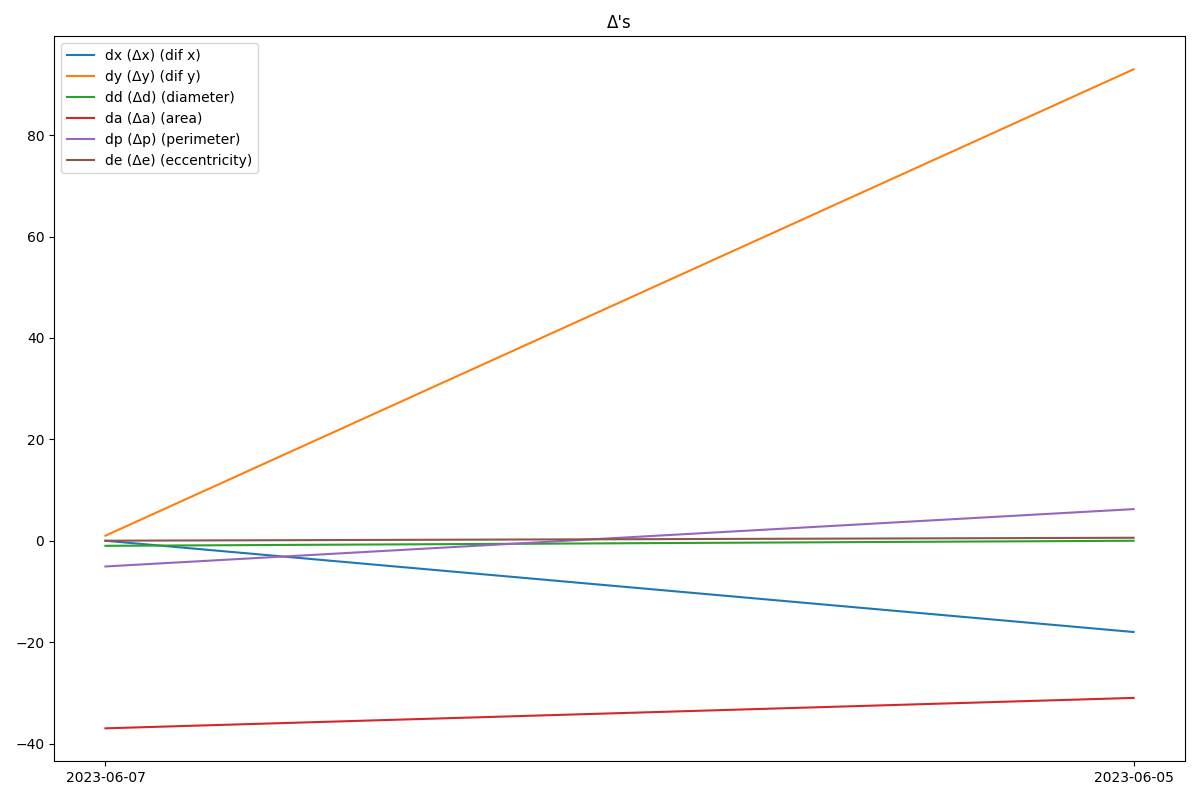 Δ's
dx (Δx) (dif x)
dy (Δy) (dif y)
dd (Δd) (diameter)
da (Δa) (area)
dp (Δp) (perimeter)
de (Δe) (eccentricity)
80
60
40
20
0
−20
−40
2023-06-07
2023-06-05